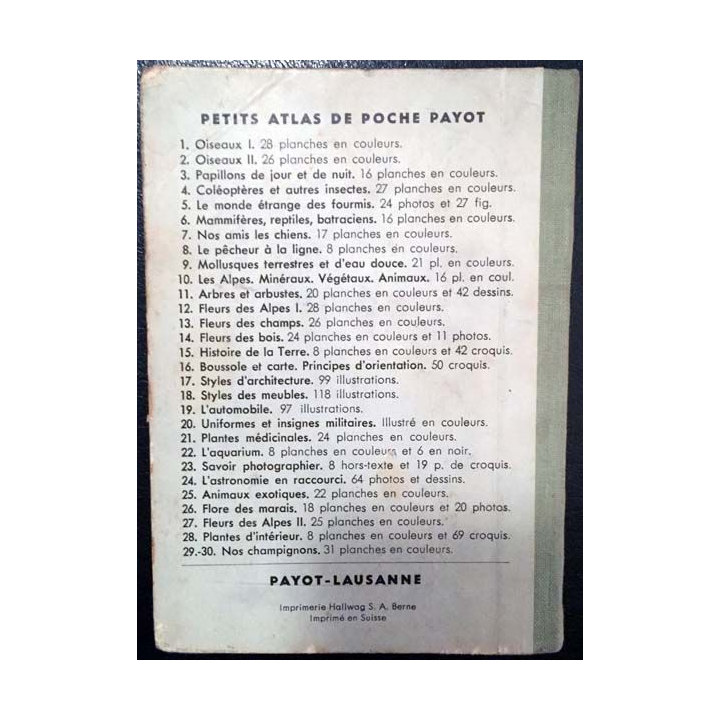 PETITS ATLAS DE POCHE PAYOT
1. Oiseaux I. 28 planches en couleurs.
2. Oiseaux II. 26 planches en couleurs.
3. Papillons de jour et de nuit. 16 planches en couleurs.
4. Coléoptères et autres insectes. 27 planches en couleurs.
5. Le monde étrange des fourmis. 24 photos et 27 fig.
6. Mammifères, reptiles, batraciens. 16 planches en couleurs.
7. Nos amis les chiens. 17 planches en couleurs.
8. Le pêcheur à la ligne. 8 planches en couleurs.
9. Mollusques terrestres et d'eau douce. 21 pl. en couleurs.
10. Les Alpes. Minéraux. Végétaux. Animaux. 16 pl. en coul.
11. Arbres et arbustes. 20 planches en couleurs et 42 dessins.
12. Fleurs des Alpes I. 28 planches en couleurs.
13. Fleurs des champs. 26 planches en couleurs.
14. Fleurs des bois. 24 planches en couleurs et 11 photos.
15. Histoire de la Terre. 8 planches en couleurs et 42 croquis.
16. Boussole et carte. Principes d'orientation. 50 croquis.
17. Styles d'architecture. 99 illustrations.
18. Styles des meubles. 118 illustrations.
19. L'automobile. 97 illustrations.
20. Uniformes et insignes militaires. Illustré en couleurs.
21. Plantes médicinales. 24 planches en couleurs.
22. L'aquarium. 8 planches en couleurs et 6 en noir.
23. Savoir photographier. 8 hors-texte et 19 p. de croquis.
24. L'astronomie en raccourci. 64 photos et dessins.
25. Animaux exotiques. 22 planches en couleurs.
26. Flore des marais. 18 planches en couleurs et 20 photos.
27. Fleurs des Alpes II. 25 planches en couleurs.
28. Plantes d'intérieur. 8 planches en couleurs et 69 croquis.
29.-30. Nos champignons. 31 planches en couleurs.
PAYOT-LAUSANNE
Imprimerie Hallwag S. A. Berne
Imprimé en Suisse